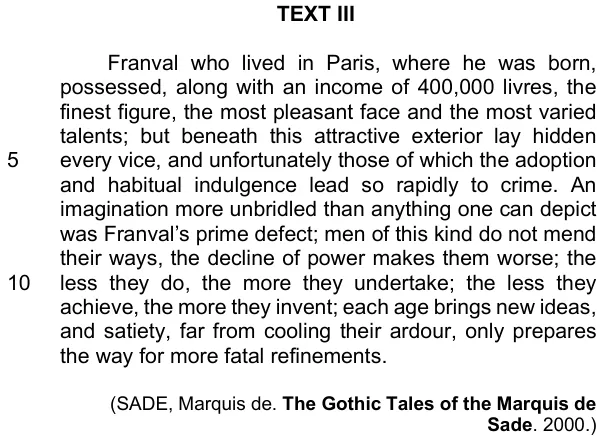 TEXT III
Franval who lived in Paris, where he was born,
possessed, along with an income of 400,000 livres, the
finest figure, the most pleasant face and the most varied
talents; but beneath this attractive exterior lay hidden
5 every vice, and unfortunately those of which the adoption
and habitual indulgence lead so rapidly to crime. An
imagination more unbridled than anything one can depict
was Franval’s prime defect; men of this kind do not mend
their ways, the decline of power makes them worse; the
10 less they do, the more they undertake; the less they
achieve, the more they invent; each age brings new ideas,
and satiety, far from cooling their ardour, only prepares
the way for more fatal refinements.
(SADE, Marquis de. The Gothic Tales of the Marquis de
Sade. 2000.)